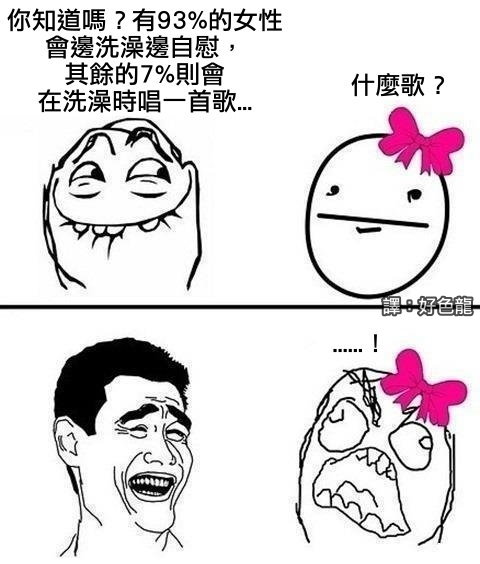 你知道嗎？有93%的女性
會邊洗澡邊自慰，
其餘的7%則會
在洗澡時唱一首歌...
什麼歌？
譯：好色龍
......！